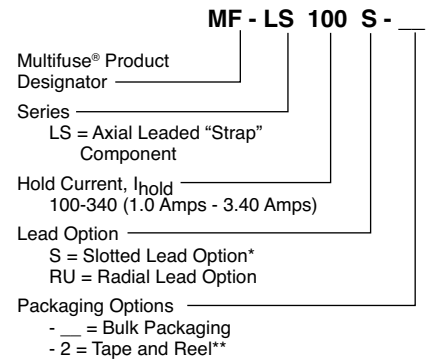 MF - LS 100 S - __
Multifuse® Product
Designator
Series
LS = Axial Leaded “Strap”
Component
Hold Current, Ihold
100-340 (1.0 Amps - 3.40 Amps)
Lead Option
S = Slotted Lead Option*
RU = Radial Lead Option
Packaging Options
- __ = Bulk Packaging
- 2 = Tape and Reel**